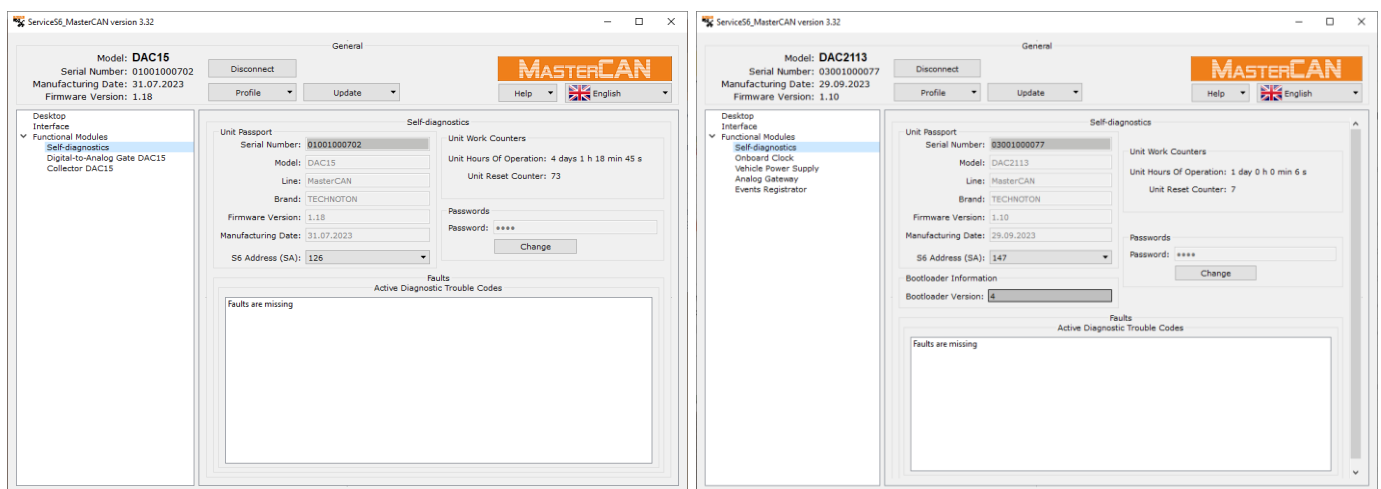 ServiceS6_MasterCAN version 3.32
General
Model: DAC15
Serial Number: 01001000702
Manufacturing Date: 31.07.2023
Firmware Version: 1.18
Disconnect
Profile
Update
MASTERCAN
Help
English
Desktop
Interface
Functional Modules
Self-diagnostics
Digital-to-Analog Gate DAC15
Collector DAC15
Self-diagnostics
Unit Passport
Serial Number: 01001000702
Model: DAC15
Line: MasterCAN
Brand: TECHNOTON
Firmware Version: 1.18
Manufacturing Date: 31.07.2023
S6 Address (SA): 126
Unit Work Counters
Unit Hours Of Operation: 4 days 1 h 18 min 45 s
Unit Reset Counter: 73
Passwords
Password: ****
Change
Faults
Active Diagnostic Trouble Codes
Faults are missing
ServiceS6_MasterCAN version 3.32
General
Model: DAC2113
Serial Number: 03001000077
Manufacturing Date: 29.09.2023
Firmware Version: 1.10
Disconnect
Profile
Update
MASTERCAN
Help
English
Desktop
Interface
Functional Modules
Self-diagnostics
Onboard Clock
Vehicle Power Supply
Analog Gateway
Events Registrator
Self-diagnostics
Unit Passport
Serial Number: 03001000077
Model: DAC2113
Line: MasterCAN
Brand: TECHNOTON
Firmware Version: 1.10
Manufacturing Date: 29.09.2023
S6 Address (SA): 147
Bootloader Information
Bootloader Version: 4
Unit Work Counters
Unit Hours Of Operation: 1 day 0 h 0 min 6 s
Unit Reset Counter: 7
Passwords
Password: ****
Change
Faults
Active Diagnostic Trouble Codes
Faults are missing